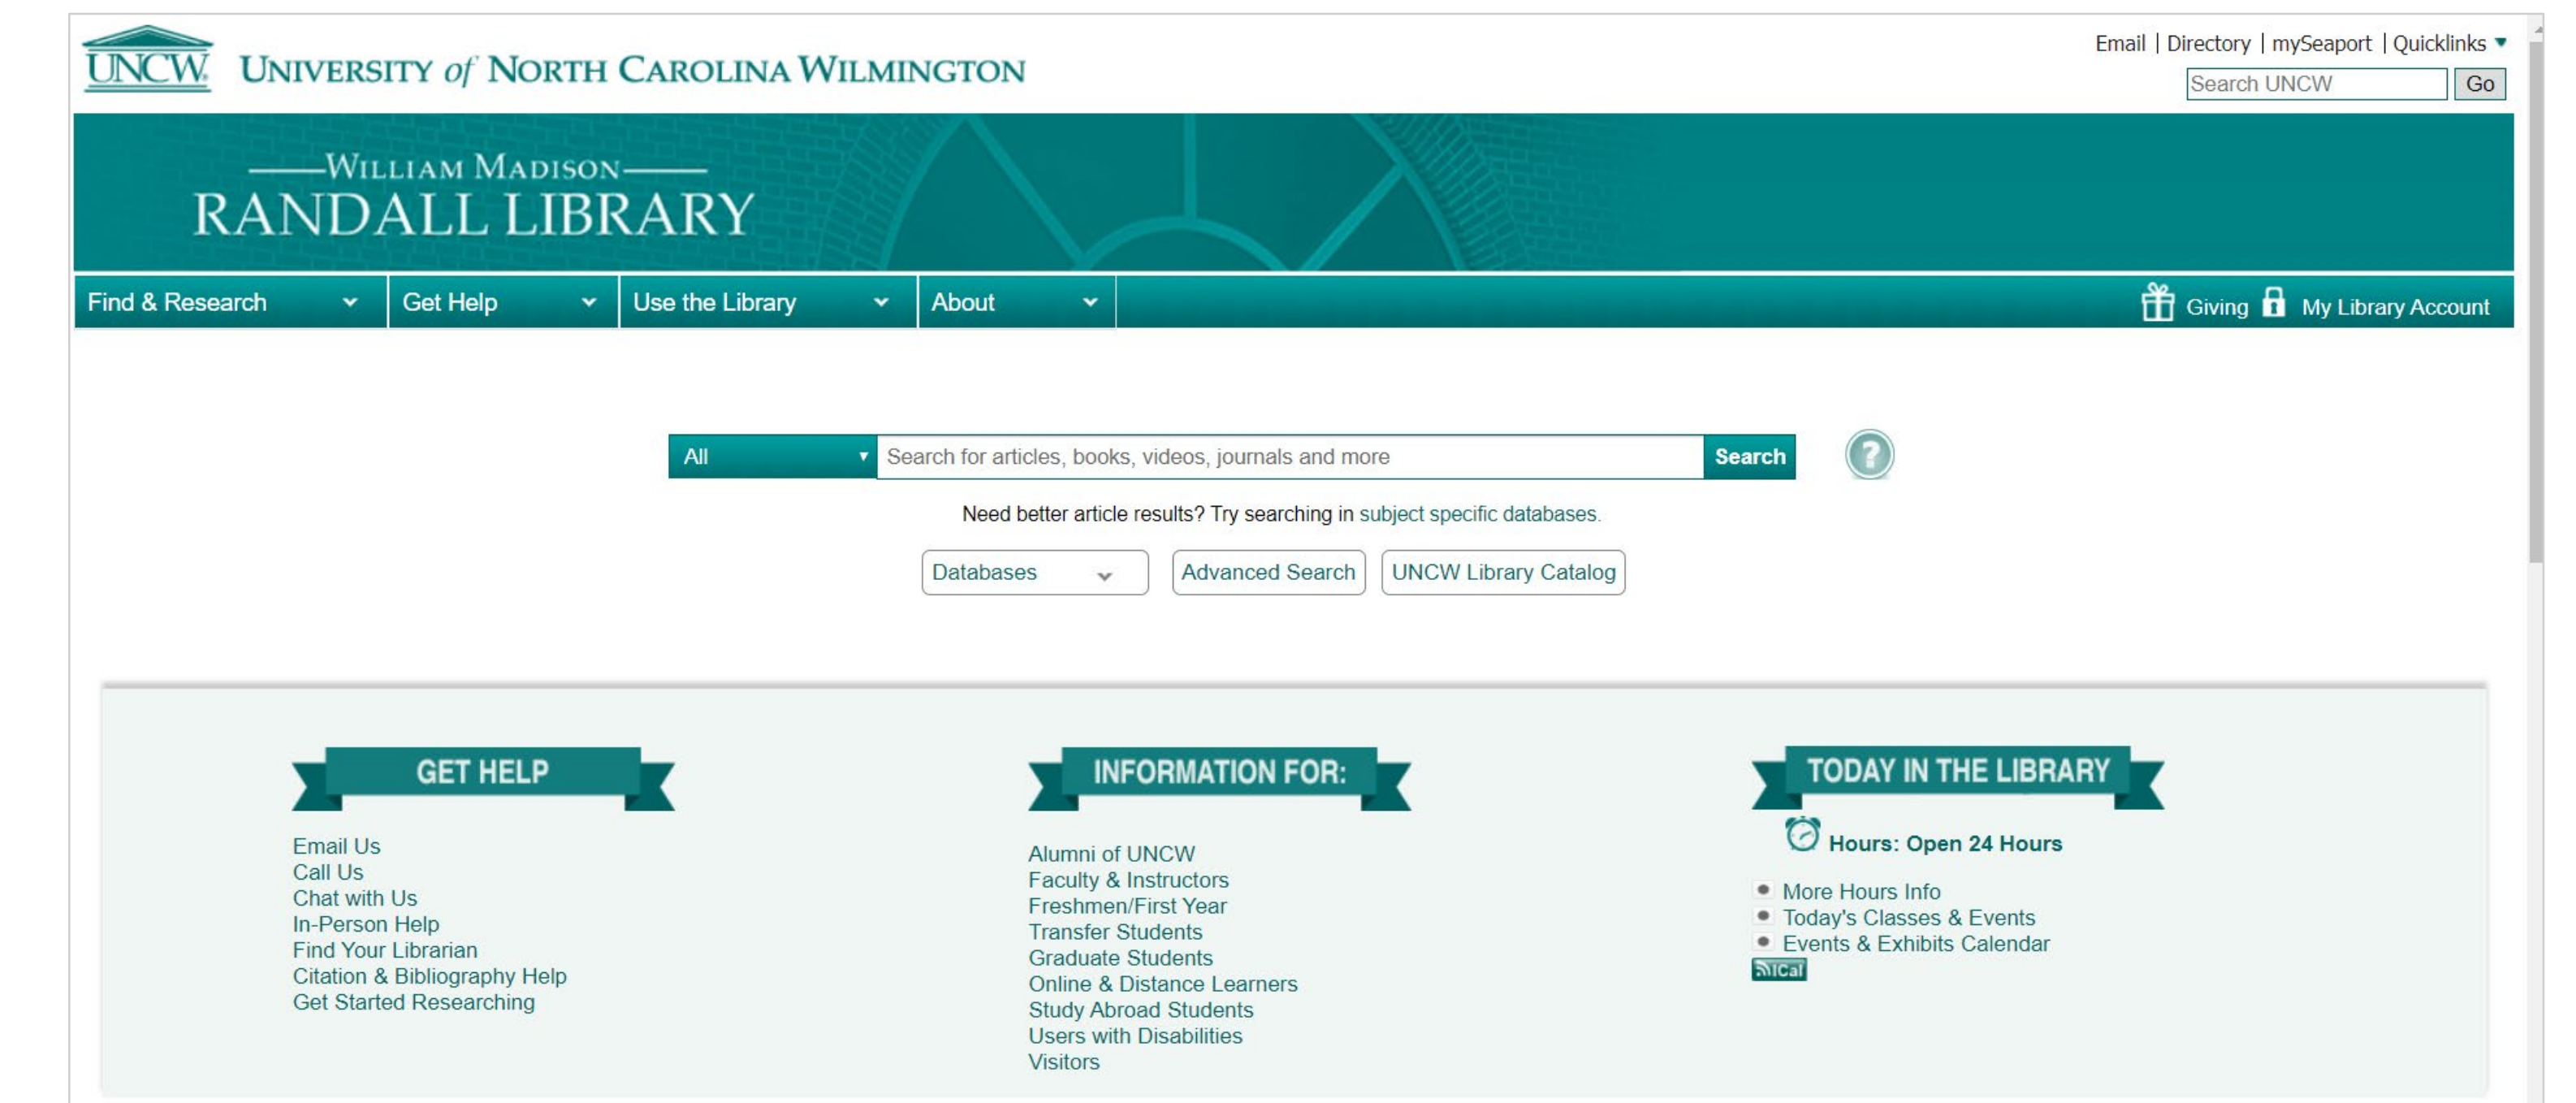 UNCW UNIVERSITY of NORTH CAROLINA WILMINGTON
Email | Directory | mySeaport | Quicklinks
Search UNCW Go
WILLIAM MADISON
RANDALL LIBRARY
Find & Research Get Help Use the Library About Giving My Library Account
All Search for articles, books, videos, journals and more Search ?
Need better article results? Try searching in subject specific databases.
Databases Advanced Search UNCW Library Catalog
GET HELP
Email Us
Call Us
Chat with Us
In-Person Help
Find Your Librarian
Citation & Bibliography Help
Get Started Researching
INFORMATION FOR:
Alumni of UNCW
Faculty & Instructors
Freshmen/First Year
Transfer Students
Graduate Students
Online & Distance Learners
Study Abroad Students
Users with Disabilities
Visitors
TODAY IN THE LIBRARY
Hours: Open 24 Hours
More Hours Info
Today's Classes & Events
Events & Exhibits Calendar
iCal